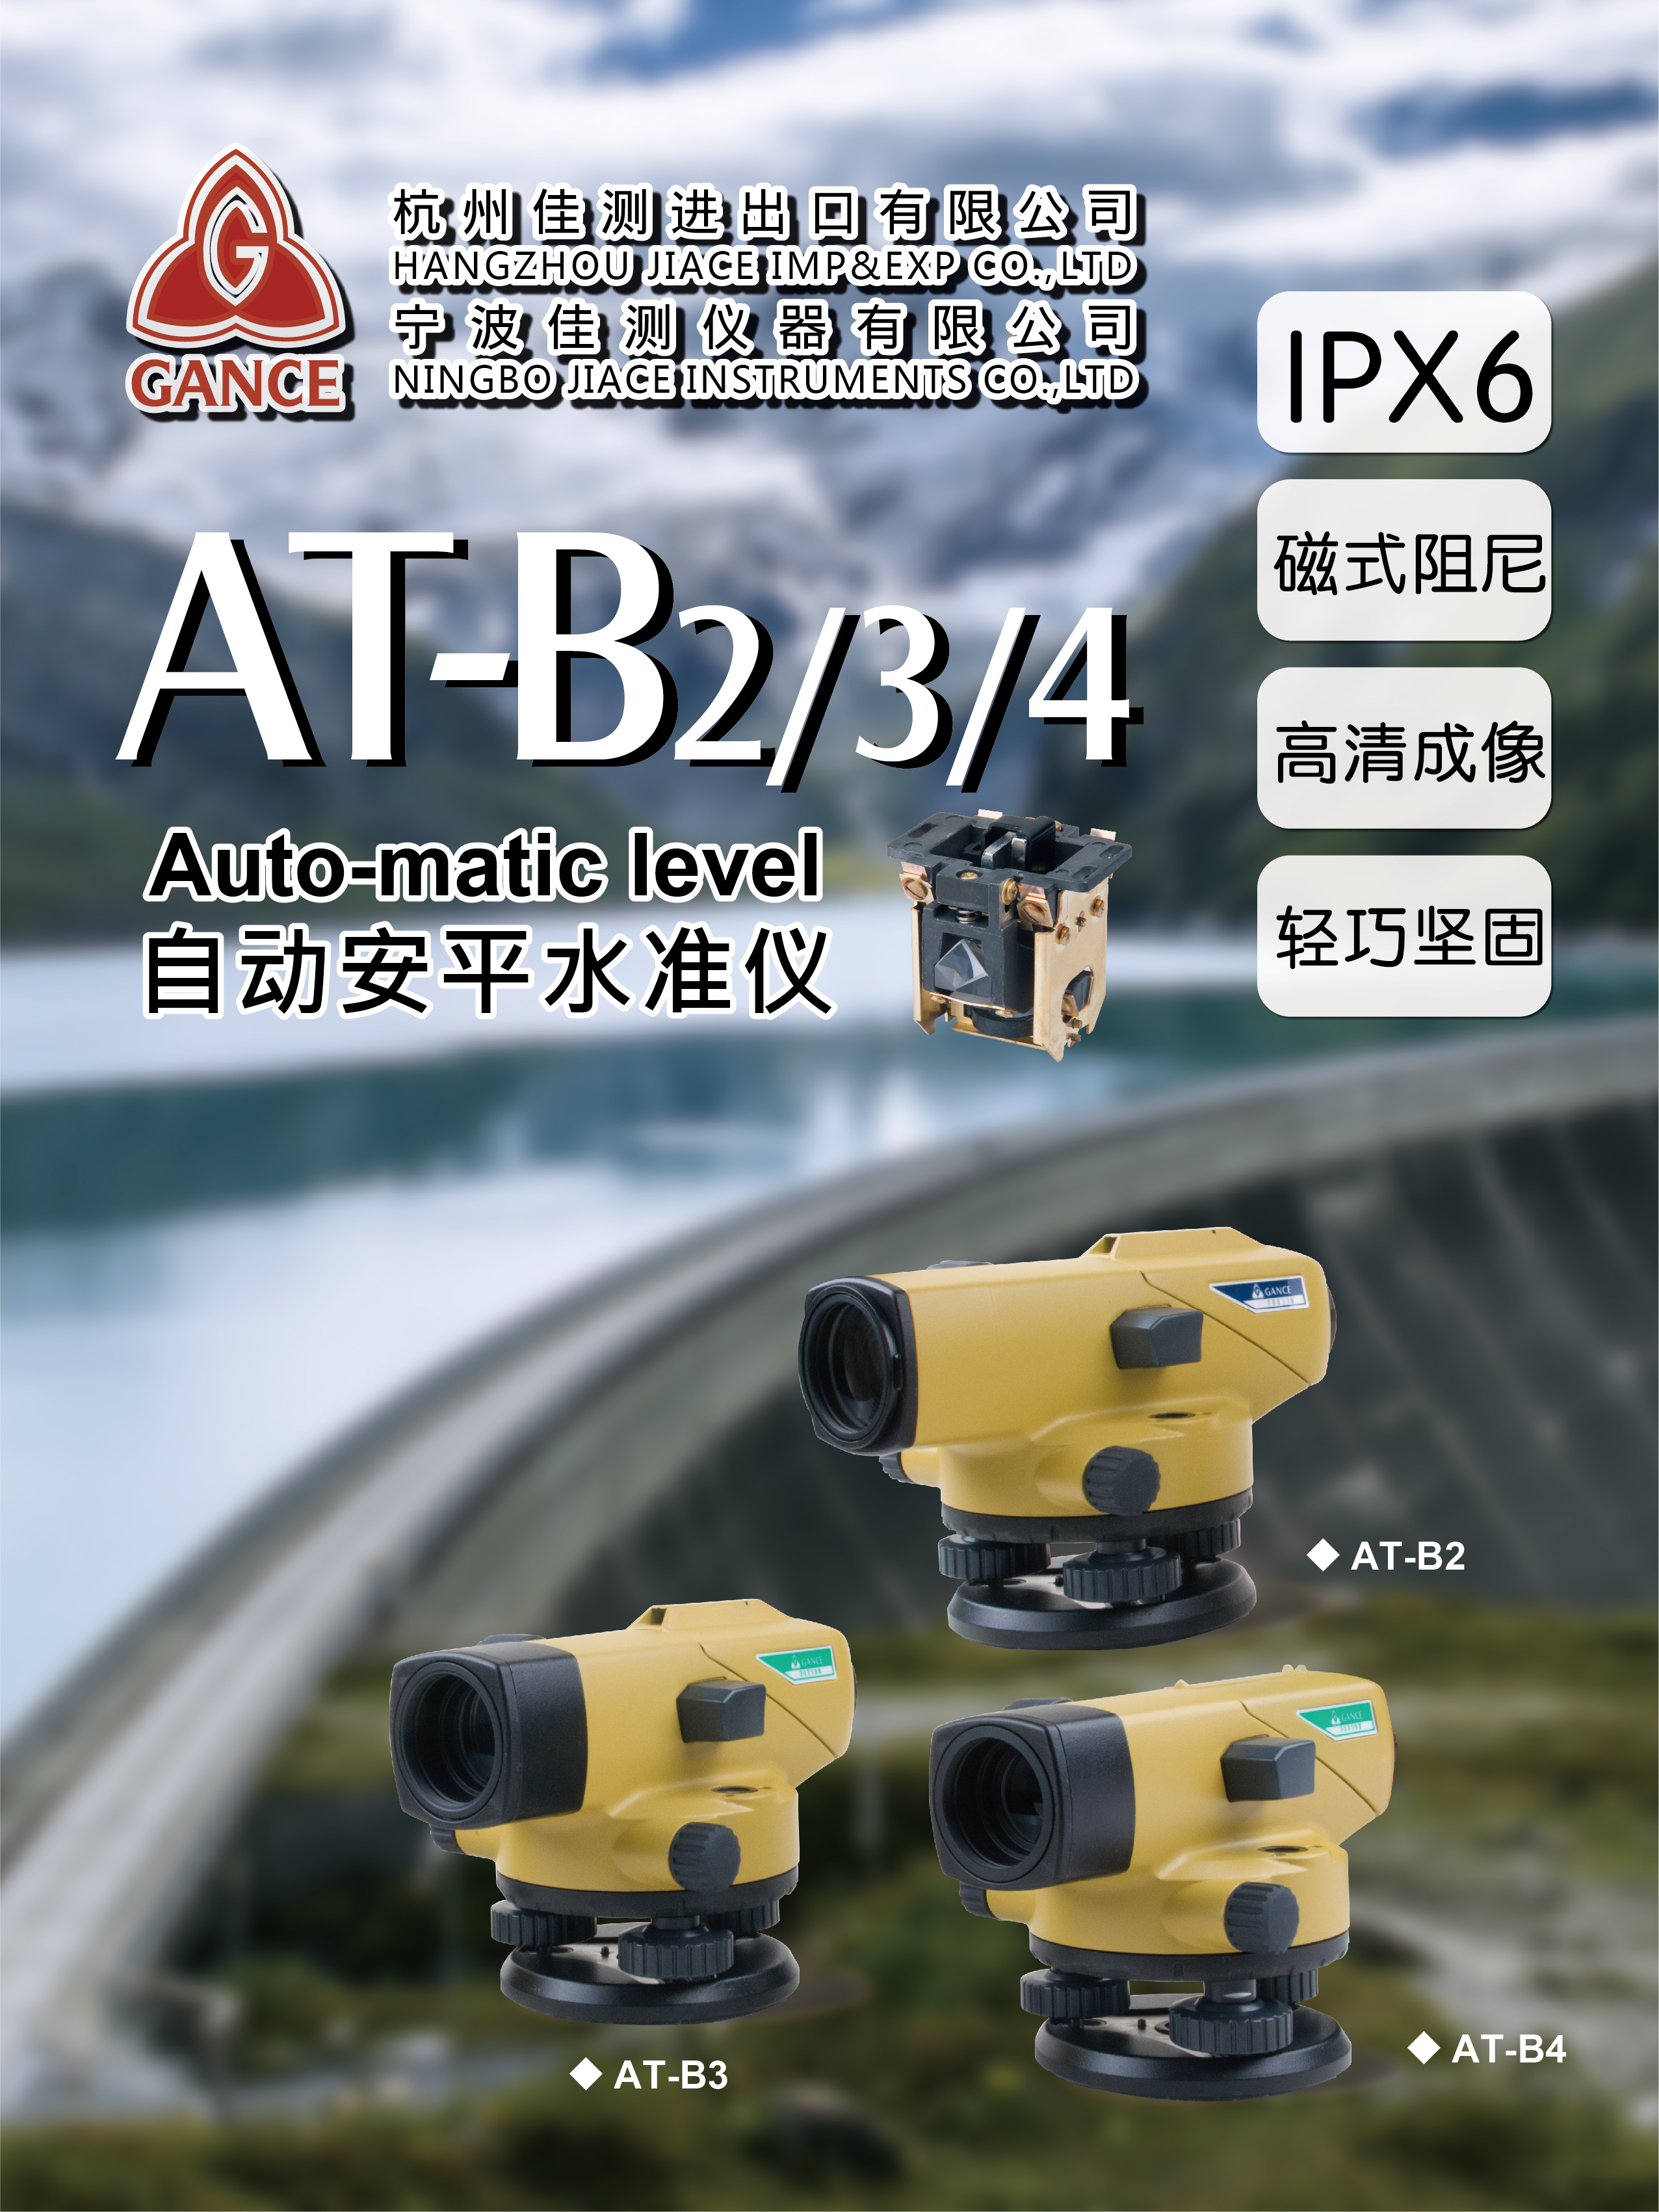 杭州佳测进出口有限公司
HANGZHOU JIACE IMP&EXP CO.,LTD
宁波佳测仪器有限公司
NINGBO JIACE INSTRUMENTS CO.,LTD
GANCE
IPX6
磁式阻尼
高清成像
轻巧坚固
AT-B2/3/4
Auto-matic level
自动安平水准仪
GANCE
AT-B2
GANCE
GANCE
AT-B3
AT-B4